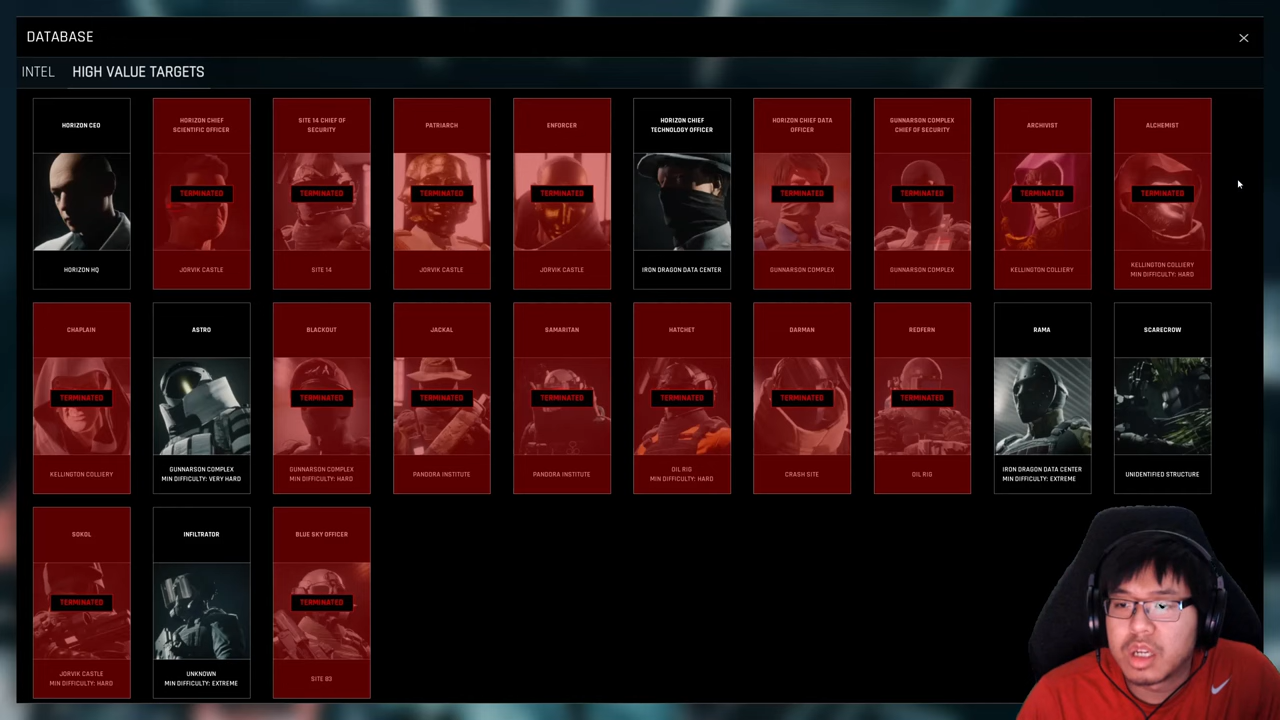 DATABASE
INTEL
HIGH VALUE TARGETS
HORIZON CEO
HORIZON HQ
HORIZON CHIEF
SCIENTIFIC OFFICER
TERMINATED
JORVIK CASTLE
SITE 14 CHIEF OF
SECURITY
TERMINATED
SITE 14
PATRIARCH
TERMINATED
JORVIK CASTLE
ENFORCER
TERMINATED
JORVIK CASTLE
HORIZON CHIEF
TECHNOLOGY OFFICER
IRON DRAGON DATA CENTER
HORIZON CHIEF DATA
OFFICER
TERMINATED
GUNNARSON COMPLEX
GUNNARSON COMPLEX
CHIEF OF SECURITY
TERMINATED
GUNNARSON COMPLEX
ARCHIVIST
TERMINATED
KELLINGTON COLLIERY
ALCHEMIST
TERMINATED
KELLINGTON COLLIERY
MIN DIFFICULTY: HARD
CHAPLAIN
TERMINATED
KELLINGTON COLLIERY
ASTRO
GUNNARSON COMPLEX
MIN DIFFICULTY: VERY HARD
BLACKOUT
TERMINATED
GUNNARSON COMPLEX
MIN DIFFICULTY: HARD
JACKAL
TERMINATED
PANDORA INSTITUTE
SAMARITAN
TERMINATED
PANDORA INSTITUTE
HATCHET
TERMINATED
OIL RIG
MIN DIFFICULTY: HARD
DARMAN
TERMINATED
CRASH SITE
REDFERN
TERMINATED
OIL RIG
RAMA
IRON DRAGON DATA CENTER
MIN DIFFICULTY: EXTREME
SCARECROW
UNIDENTIFIED STRUCTURE
SOKOL
TERMINATED
JORVIK CASTLE
MIN DIFFICULTY: HARD
INFILTRATOR
UNKNOWN
MIN DIFFICULTY: EXTREME
BLUE SKY OFFICER
TERMINATED
SITE 83